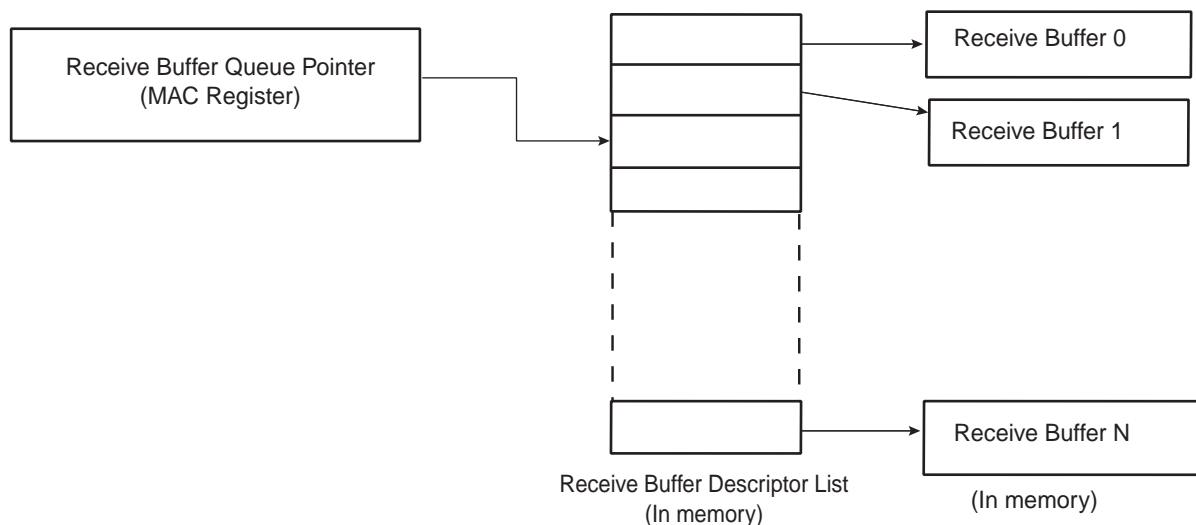 Receive Buffer Queue Pointer
(MAC Register)
Receive Buffer 0
Receive Buffer 1
Receive Buffer N
Receive Buffer Descriptor List
(In memory)
(In memory)